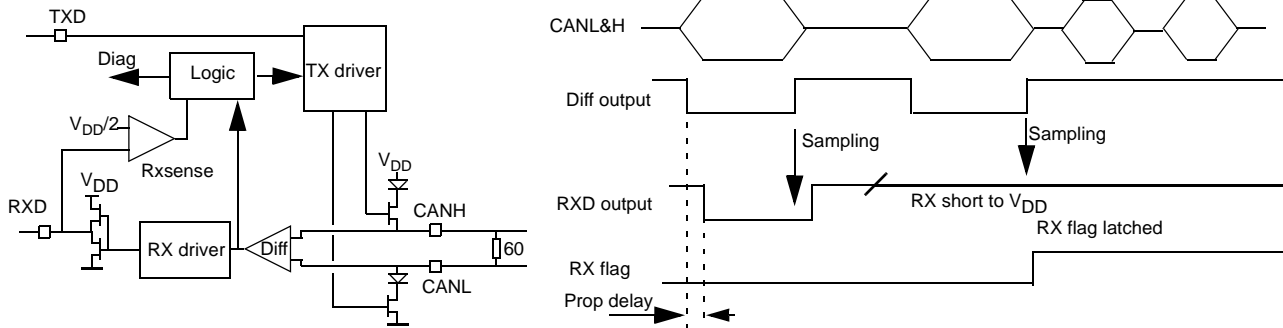 TXD
Diag
Logic
TX driver
VDD/2
Rxsense
VDD
VDD
RXD
CANH
RX driver
Diff
60
CANL
CANL&H
Diff output
Sampling
Sampling
RXD output
RX short to VDD
RX flag latched
RX flag
Prop delay